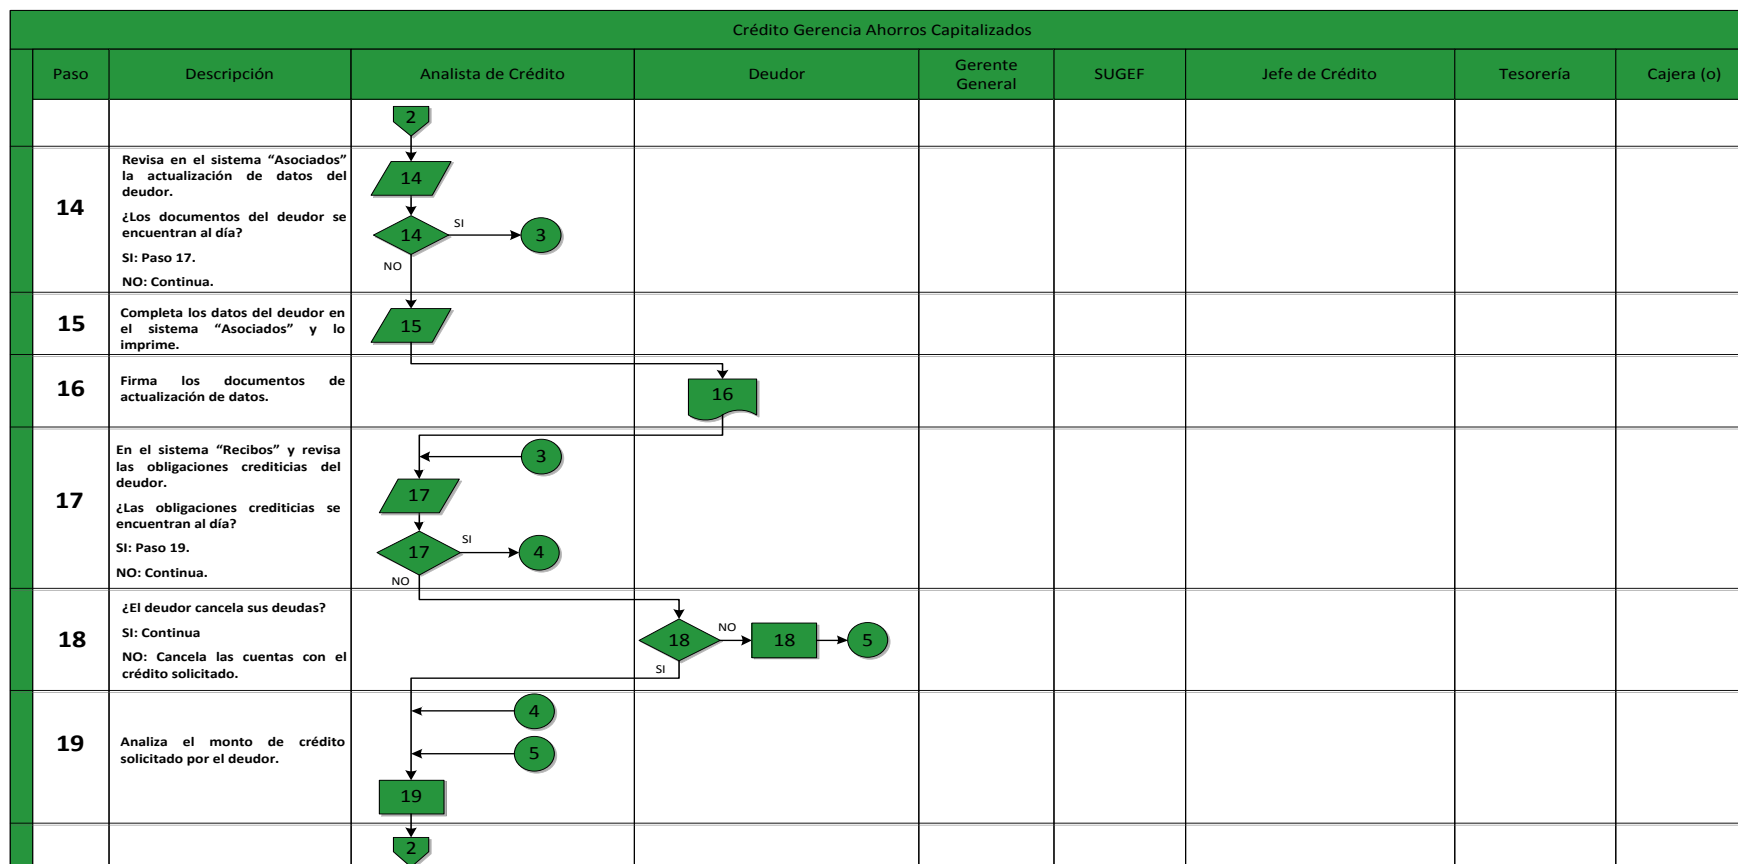 Crédito Gerencia Ahorros Capitalizados
Paso
Descripción
Analista de Crédito
Deudor
Gerente
General
SUGEF
Jefe de Crédito
Tesorería
Cajera (o)
2
14
Revisa en el sistema “Asociados”
la actualización de datos del
deudor.
¿Los documentos del deudor se
encuentran al día?
SI: Paso 17.
NO: Continua.
14
14
SI
3
NO
15
Completa los datos del deudor en
el sistema “Asociados” y lo
imprime.
15
16
Firma los documentos de
actualización de datos.
16
17
En el sistema “Recibos” y revisa
las obligaciones crediticias del
deudor.
¿Las obligaciones crediticias se
encuentran al día?
SI: Paso 19.
NO: Continua.
3
17
17
SI
4
NO
18
¿El deudor cancela sus deudas?
SI: Continua
NO: Cancela las cuentas con el
crédito solicitado.
18
NO
18
5
SI
19
Analiza el monto de crédito
solicitado por el deudor.
4
5
19
2